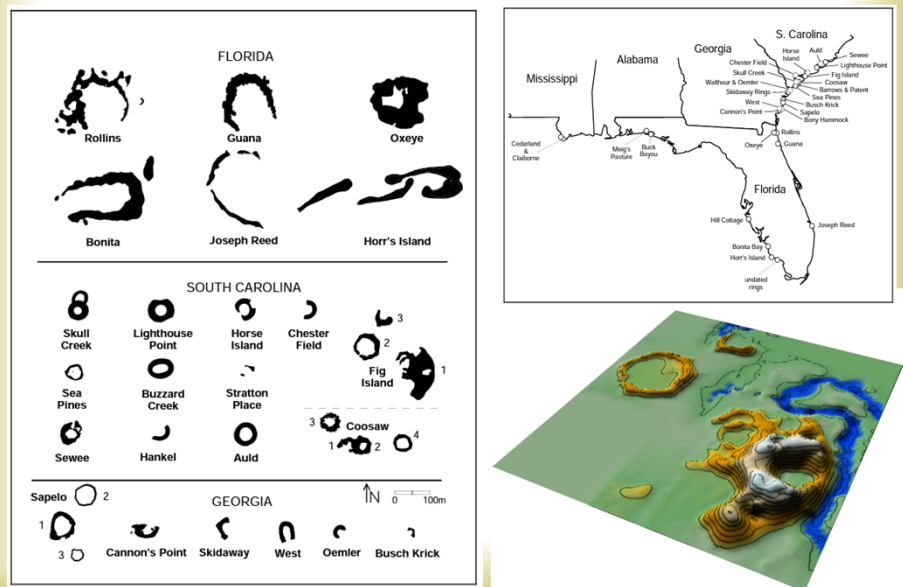 FLORIDA
Rollins
Guana
Oxeye
Bonita
Joseph Reed
Horr's Island
SOUTH CAROLINA
Skull
Creek
Lighthouse
Point
Horse
Island
Chester
Field
3
2
1
Fig
Island
Sea
Pines
Buzzard
Creek
Stratton
Place
Sewee
Hankel
Auld
Coosaw
3
1
2
4
Sapelo
2
1
3
GEORGIA
N
0 100m
Cannon's Point
Skidaway
West
Oemler
Busch Krick
Mississippi
Alabama
Georgia
S. Carolina
Horse
Island
Auld
Sewee
Chester Field
Lighthouse Point
Skull Creek
Fig Island
Coosaw
Walthour & Oemler
Barrows & Patent
Skidaway Rings
Sea Pines
West
Busch Krick
Cannon's Point
Sapelo
Bony Hammock
Rollins
Oxeye
Guana
Cedarland
&
Claiborne
Meig's
Pasture
Buck
Bayou
Florida
Hill Cottage
Joseph Reed
Bonita Bay
Horr's Island
undated
rings